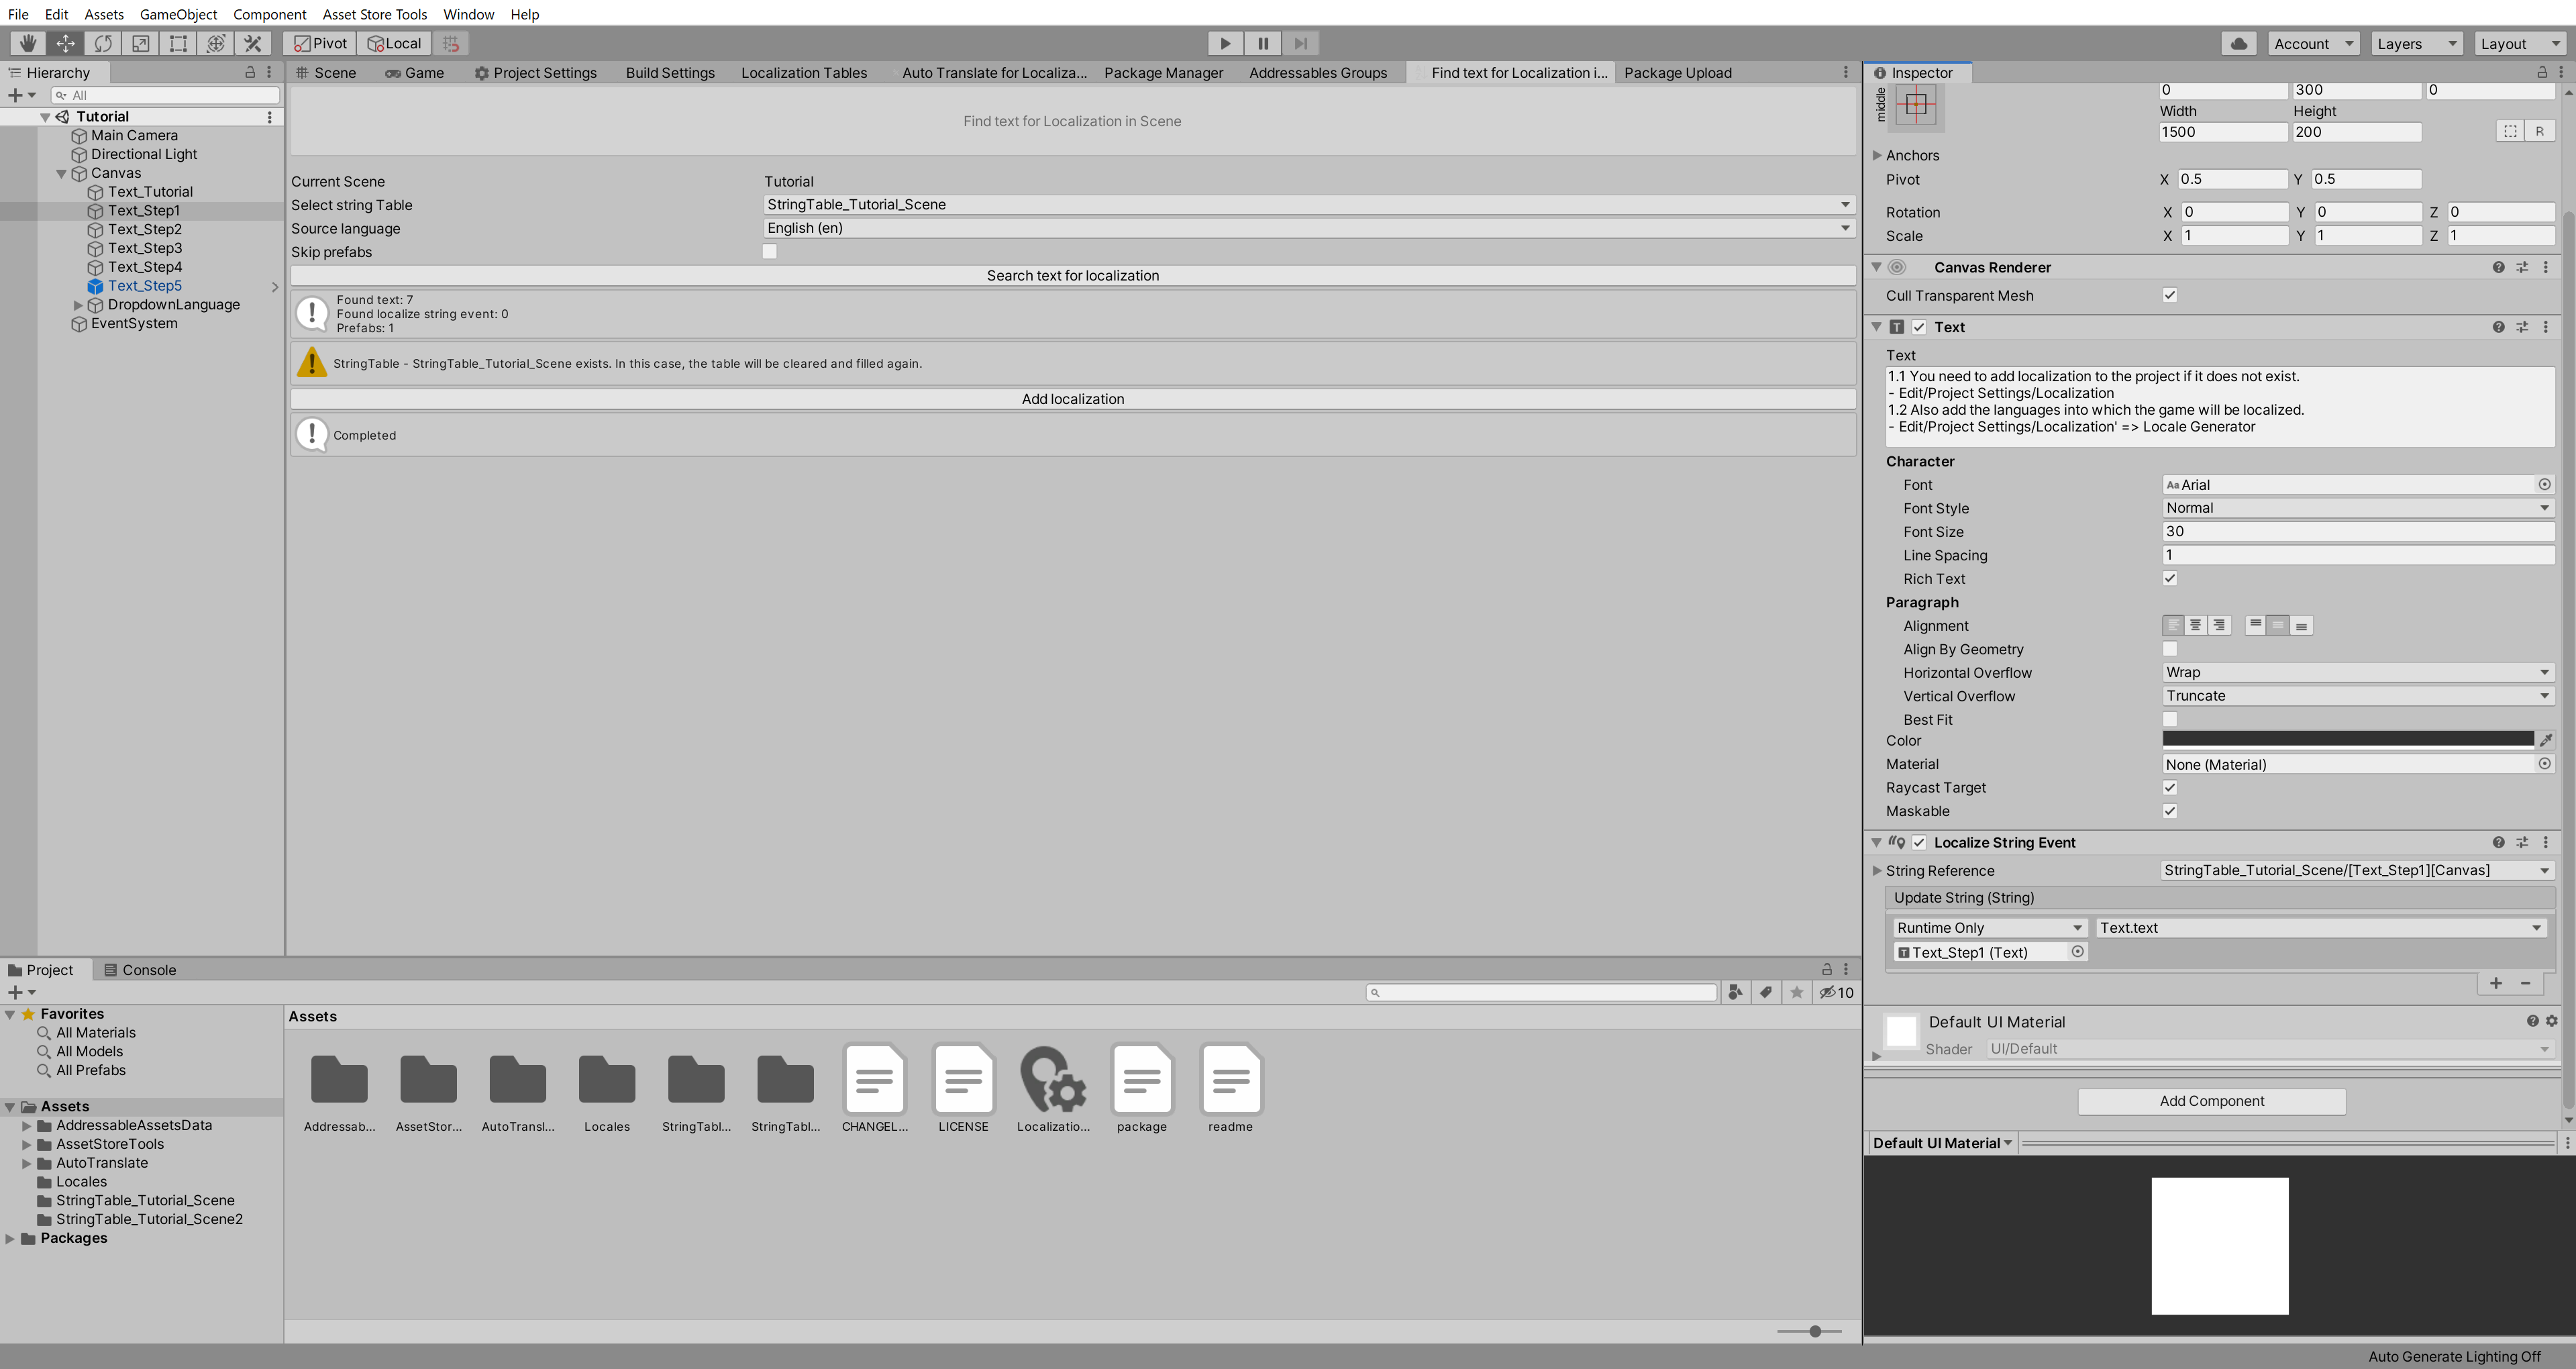 File Edit Assets GameObject Component Asset Store Tools Window Help
Pivot Local
Account Layers Layout
Hierarchy
All
Tutorial
Main Camera
Directional Light
Canvas
Text_Tutorial
Text_Step1
Text_Step2
Text_Step3
Text_Step4
Text_Step5
DropdownLanguage
EventSystem
Scene Game Project Settings Build Settings Localization Tables Auto Translate for Localiza... Package Manager Addressables Groups Find text for Localization i... Package Upload
Find text for Localization in Scene
Current Scene Tutorial
Select string Table StringTable_Tutorial_Scene
Source language English (en)
Skip prefabs
Search text for localization
Found text: 7
Found localize string event: 0
Prefabs: 1
StringTable - StringTable_Tutorial_Scene exists. In this case, the table will be cleared and filled again.
Add localization
Completed
Project Console
10
Favorites
All Materials
All Models
All Prefabs
Assets
AddressableAssetsData
AssetStoreTools
AutoTranslate
Locales
StringTable_Tutorial_Scene
StringTable_Tutorial_Scene2
Packages
Assets
Addressab... AssetStor... AutoTransl... Locales StringTabl... StringTabl... CHANGEL... LICENSE Localizatio... package readme
Inspector
middle
0 300 0
Width Height
1500 200
R
Anchors
Pivot X 0.5 Y 0.5
Rotation X 0 Y 0 Z 0
Scale X 1 Y 1 Z 1
Canvas Renderer
Cull Transparent Mesh
Text
Text
1.1 You need to add localization to the project if it does not exist.
- Edit/Project Settings/Localization
1.2 Also add the languages into which the game will be localized.
- Edit/Project Settings/Localization' => Locale Generator
Character
Font Aa Arial
Font Style Normal
Font Size 30
Line Spacing 1
Rich Text
Paragraph
Alignment
Align By Geometry
Horizontal Overflow Wrap
Vertical Overflow Truncate
Best Fit
Color
Material None (Material)
Raycast Target
Maskable
Localize String Event
String Reference StringTable_Tutorial_Scene/[Text_Step1][Canvas]
Update String (String)
Runtime Only Text.text
Text_Step1 (Text)
Default UI Material
Shader UI/Default
Add Component
Default UI Material
Auto Generate Lighting Off